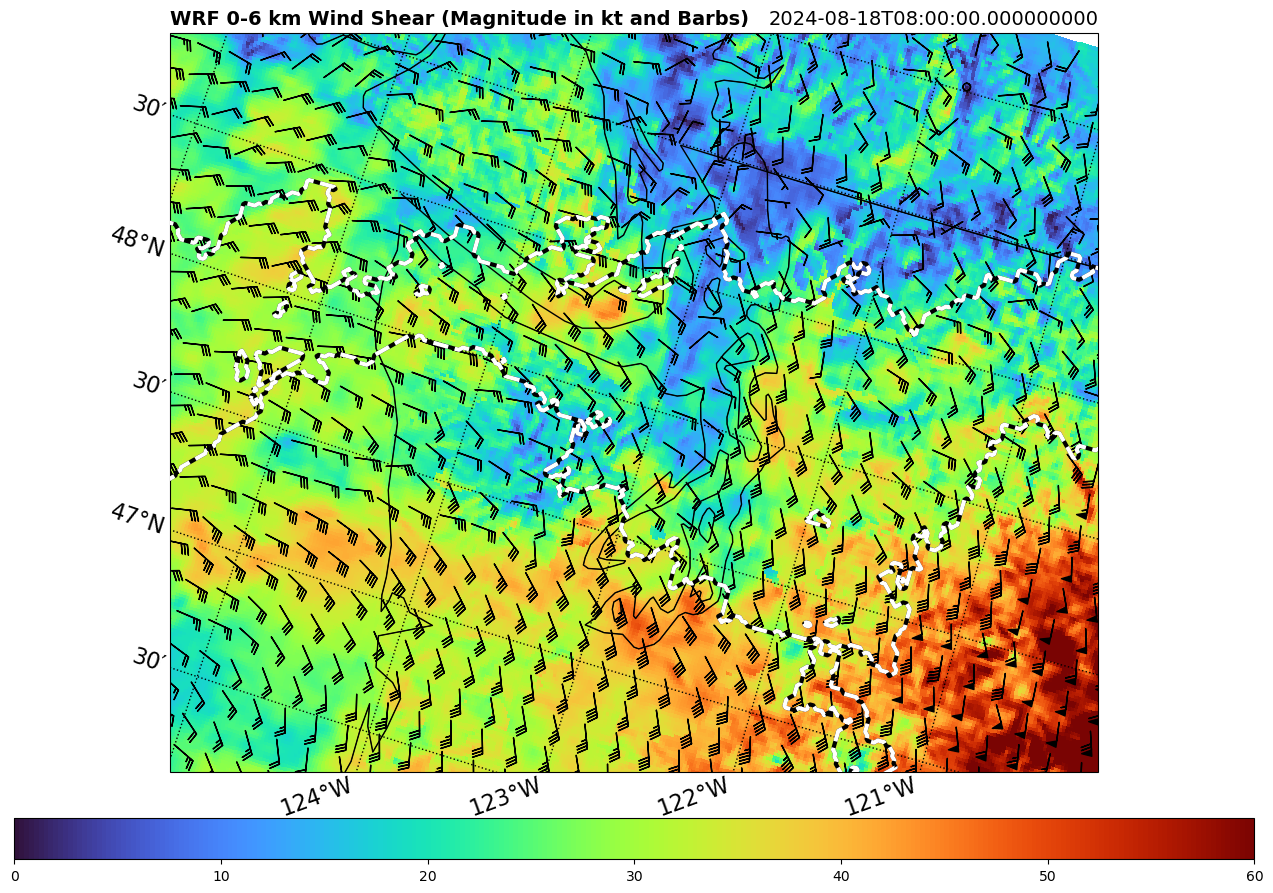 WRF 0-6 km Wind Shear (Magnitude in kt and Barbs) 2024-08-18T08:00:00.000000000
30′
48°N
30′
47°N
30′
124°W 123°W 122°W 121°W
0 10 20 30 40 50 60